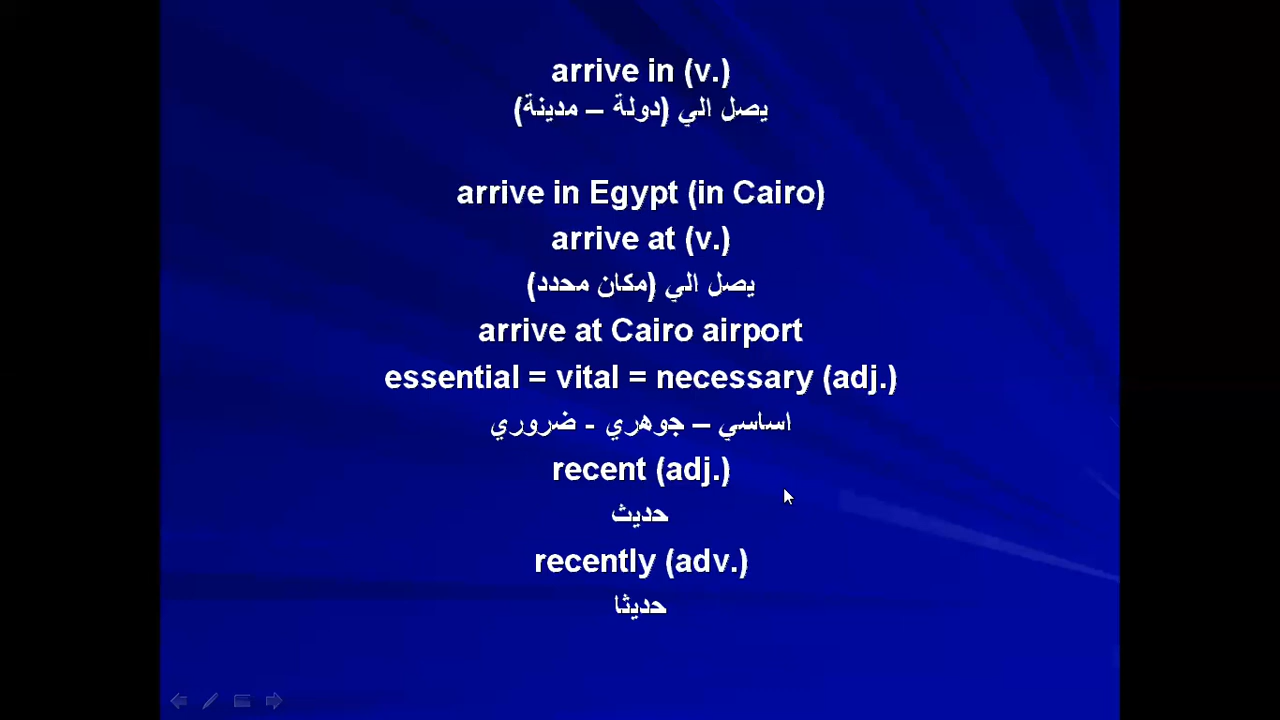 arrive in (v.)
يصل الي (دولة – مدينة)
arrive in Egypt (in Cairo)
arrive at (v.)
يصل الي (مكان محدد)
arrive at Cairo airport
essential = vital = necessary (adj.)
اساسي – جوهري - ضروري
recent (adj.)
حديث
recently (adv.)
حديثا